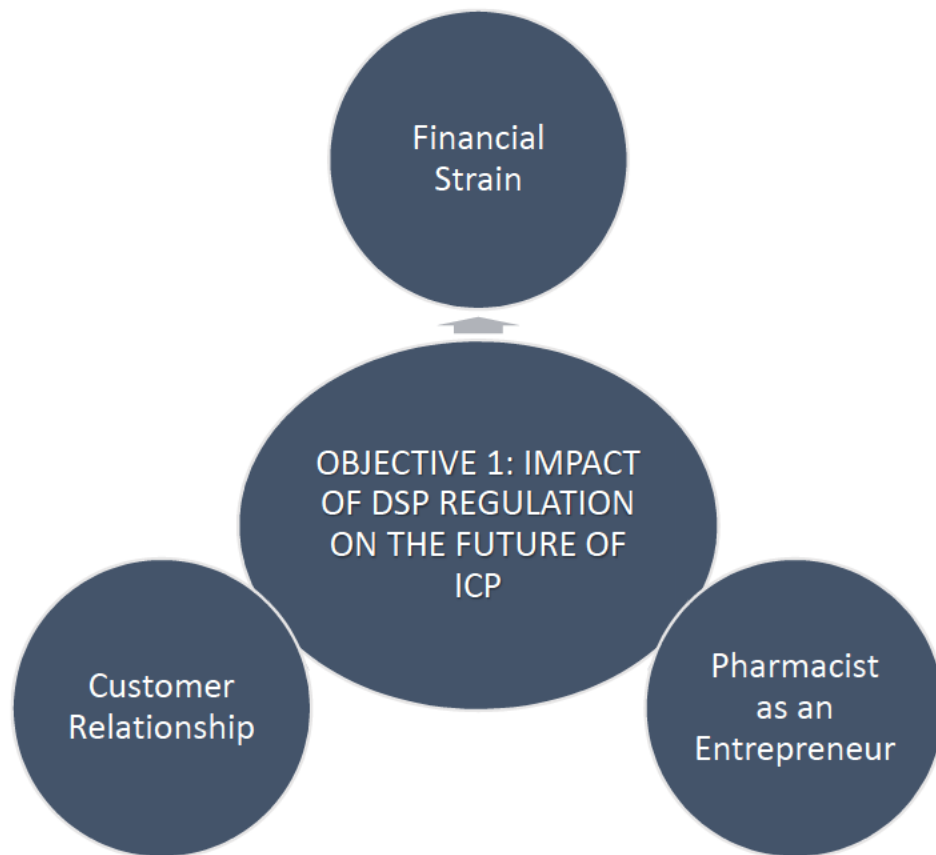 Financial
Strain
OBJECTIVE 1: IMPACT
OF DSP REGULATION
ON THE FUTURE OF
ICP
Customer
Relationship
Pharmacist
as an
Entrepreneur